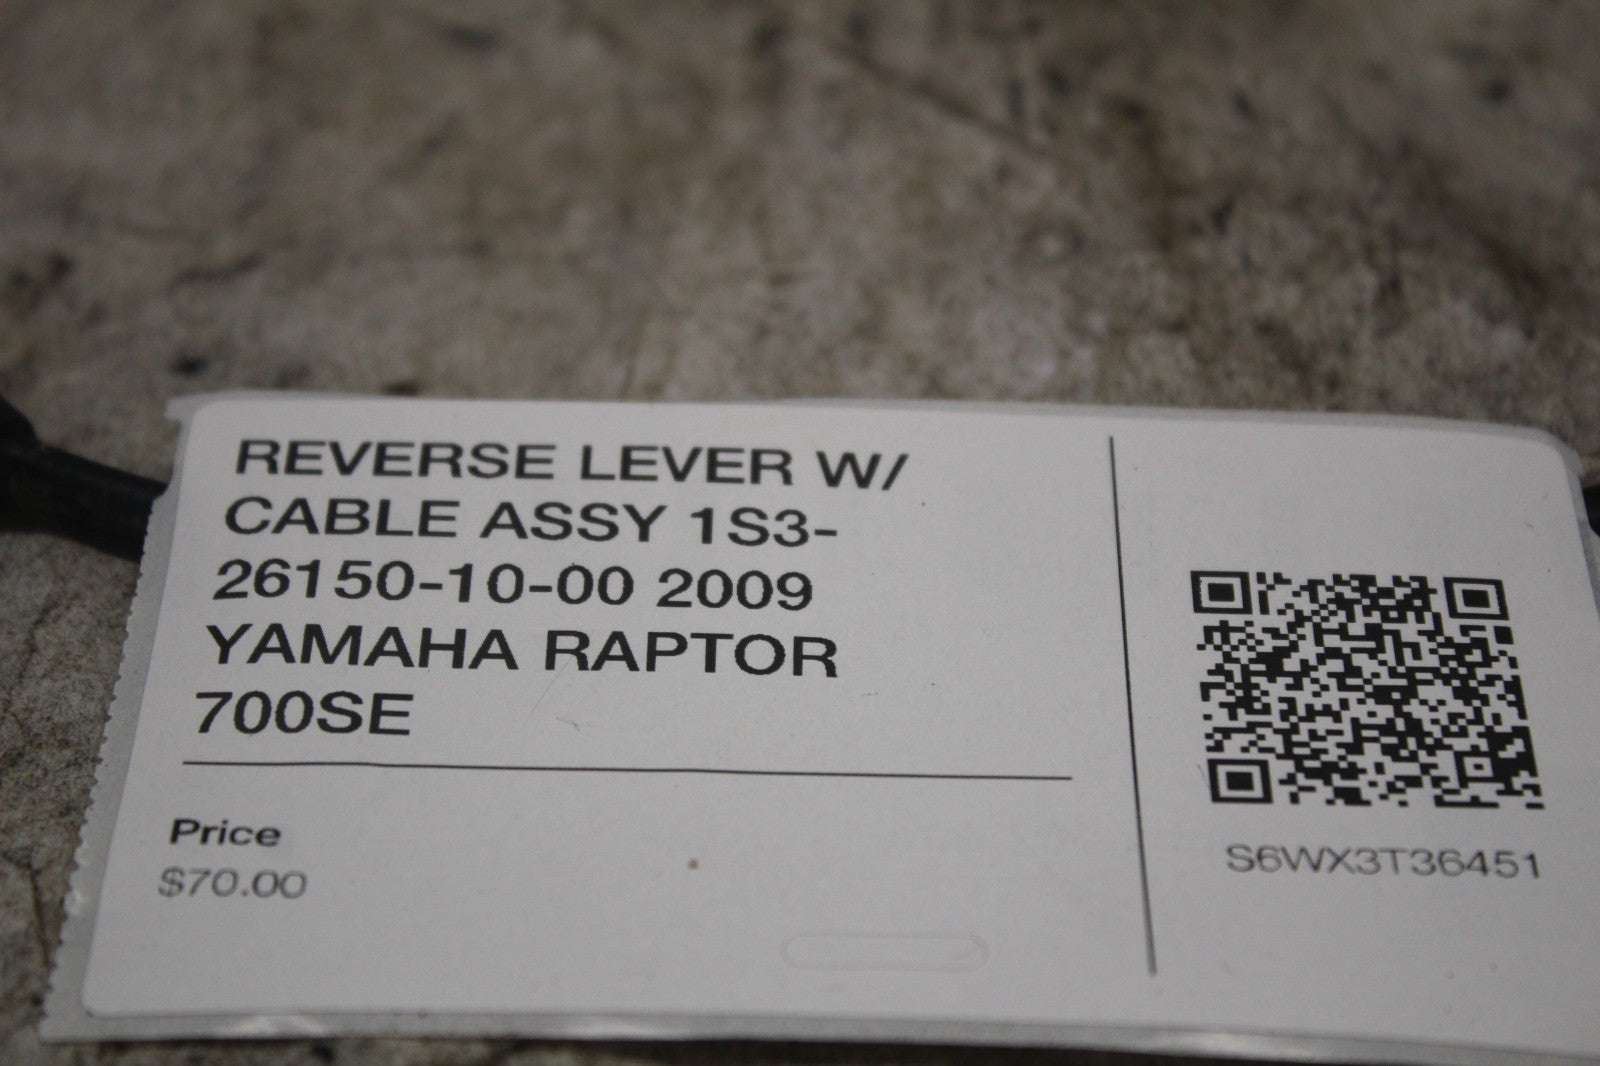 REVERSE LEVER W/
CABLE ASSY 1S3-
26150-10-00 2009
YAMAHA RAPTOR
700SE
Price
$70.00
S6WX3T36451